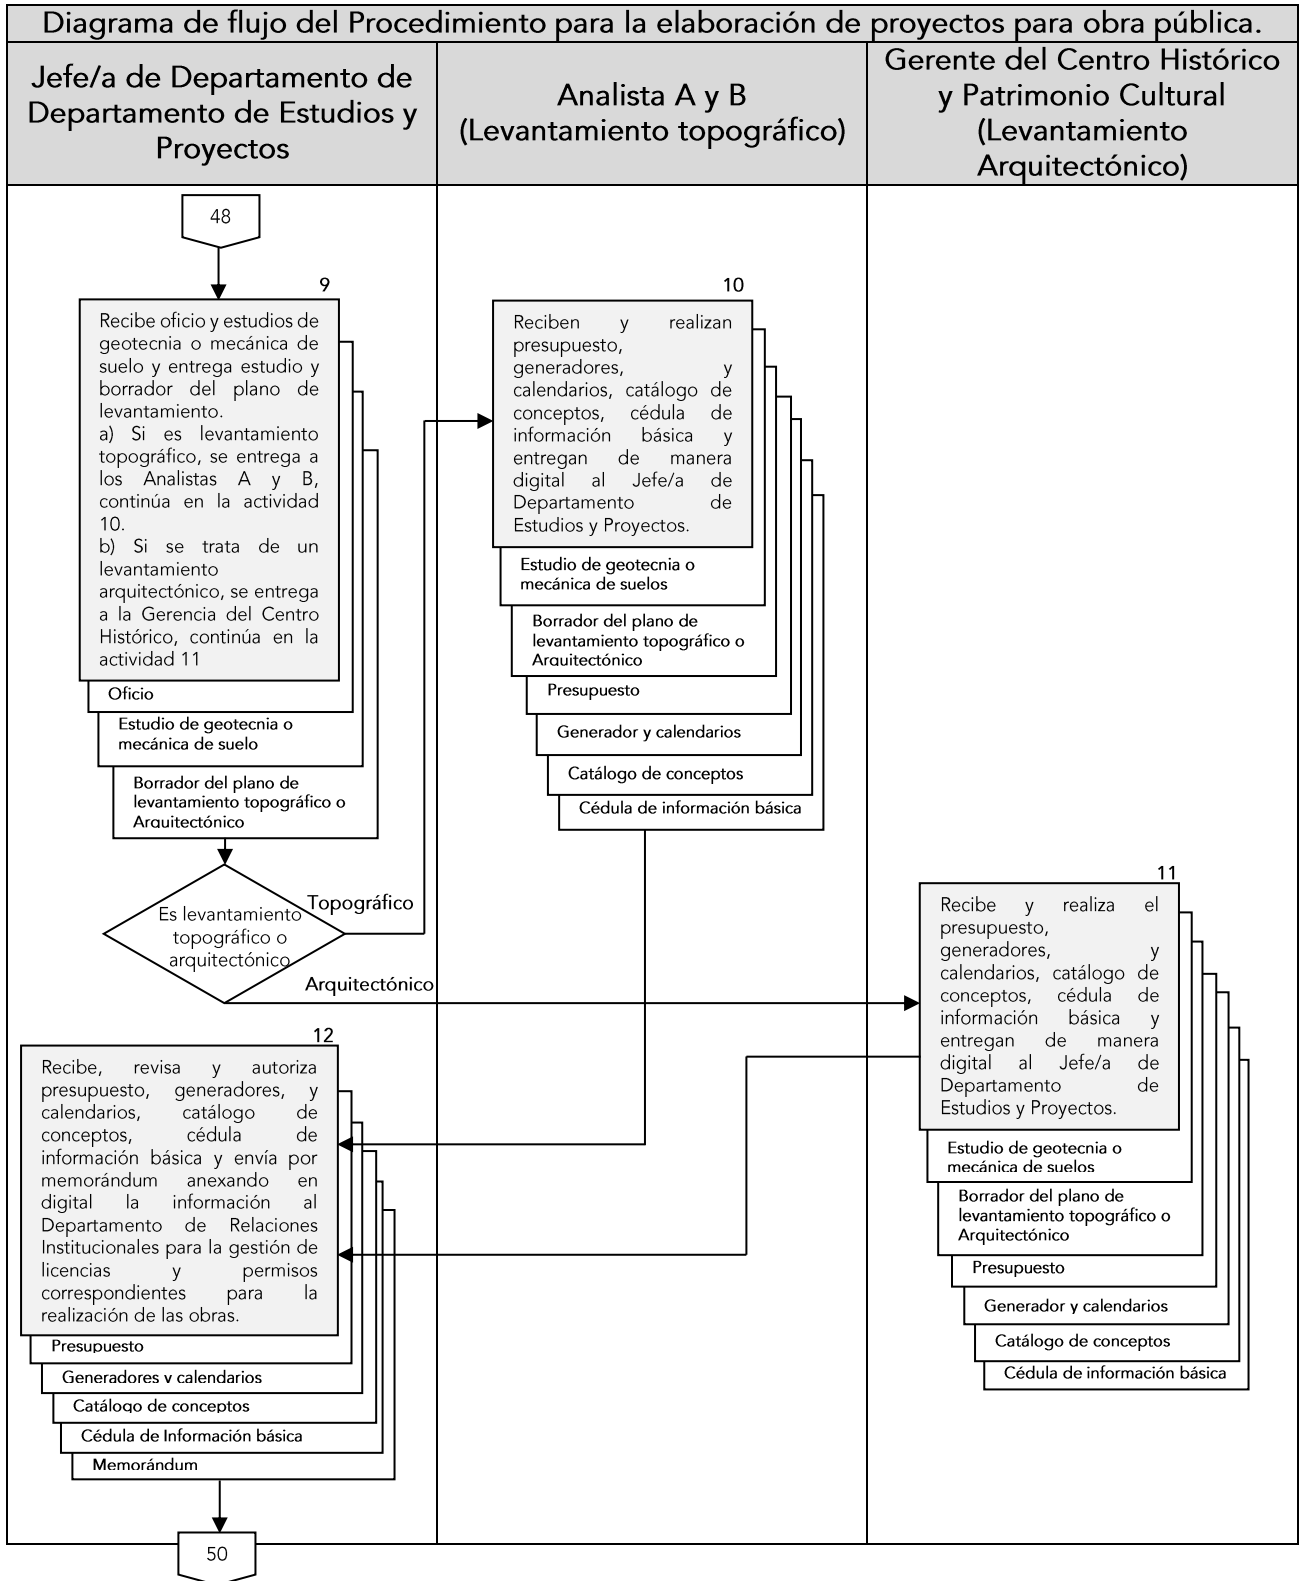 Diagrama de flujo del Procedimiento para la elaboración de proyectos para obra pública.
Jefe/a de Departamento de
Departamento de Estudios y
Proyectos
Analista A y B
(Levantamiento topográfico)
Gerente del Centro Histórico
y Patrimonio Cultural
(Levantamiento
Arquitectónico)
48
9
Recibe oficio y estudios de
geotecnia o mecánica de
suelo y entrega estudio y
borrador del plano de
levantamiento.
a) Si es levantamiento
topográfico, se entrega a
los Analistas A y B,
continúa en la actividad
10.
b) Si se trata de un
levantamiento
arquitectónico, se entrega
a la Gerencia del Centro
Histórico, continúa en la
actividad 11
Oficio
Estudio de geotecnia o
mecánica de suelo
Borrador del plano de
levantamiento topográfico o
Arquitectónico
Es levantamiento
topográfico o
arquitectónico
Topográfico
Arquitectónico
10
Reciben y realizan
presupuesto,
generadores, y
calendarios, catálogo de
conceptos, cédula de
información básica y
entregan de manera
digital al Jefe/a de
Departamento de
Estudios y Proyectos.
Estudio de geotecnia o
mecánica de suelos
Borrador del plano de
levantamiento topográfico o
Arquitectónico
Presupuesto
Generador y calendarios
Catálogo de conceptos
Cédula de información básica
11
Recibe y realiza el
presupuesto,
generadores, y
calendarios, catálogo de
conceptos, cédula de
información básica y
entregan de manera
digital al Jefe/a de
Departamento de
Estudios y Proyectos.
Estudio de geotecnia o
mecánica de suelos
Borrador del plano de
levantamiento topográfico o
Arquitectónico
Presupuesto
Generador y calendarios
Catálogo de conceptos
Cédula de información básica
12
Recibe, revisa y autoriza
presupuesto, generadores, y
calendarios, catálogo de
conceptos, cédula de
información básica y envía por
memorándum anexando en
digital la información al
Departamento de Relaciones
Institucionales para la gestión de
licencias y permisos
correspondientes para la
realización de las obras.
Presupuesto
Generadores y calendarios
Catálogo de conceptos
Cédula de Información básica
Memorándum
50